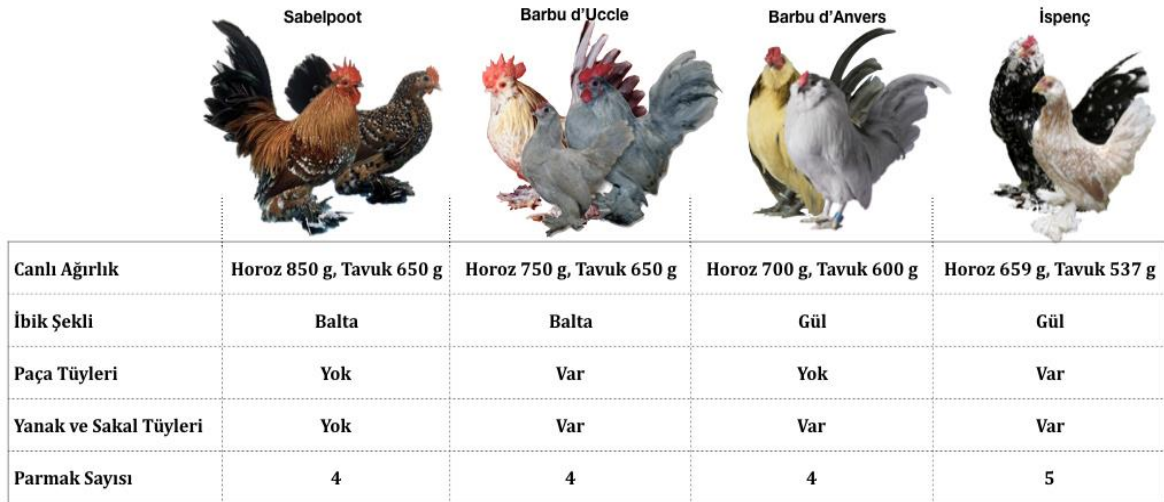 Sabelpoot Barbu d'Uccle Barbu d'Anvers İspenç
Canlı Ağırlık Horoz 850 g, Tavuk 650 g Horoz 750 g, Tavuk 650 g Horoz 700 g, Tavuk 600 g Horoz 659 g, Tavuk 537 g
İbik Şekli Balta Balta Gül Gül
Paça Tüyleri Yok Var Yok Var
Yanak ve Sakal Tüyleri Yok Var Var Var
Parmak Sayısı 4 4 4 5